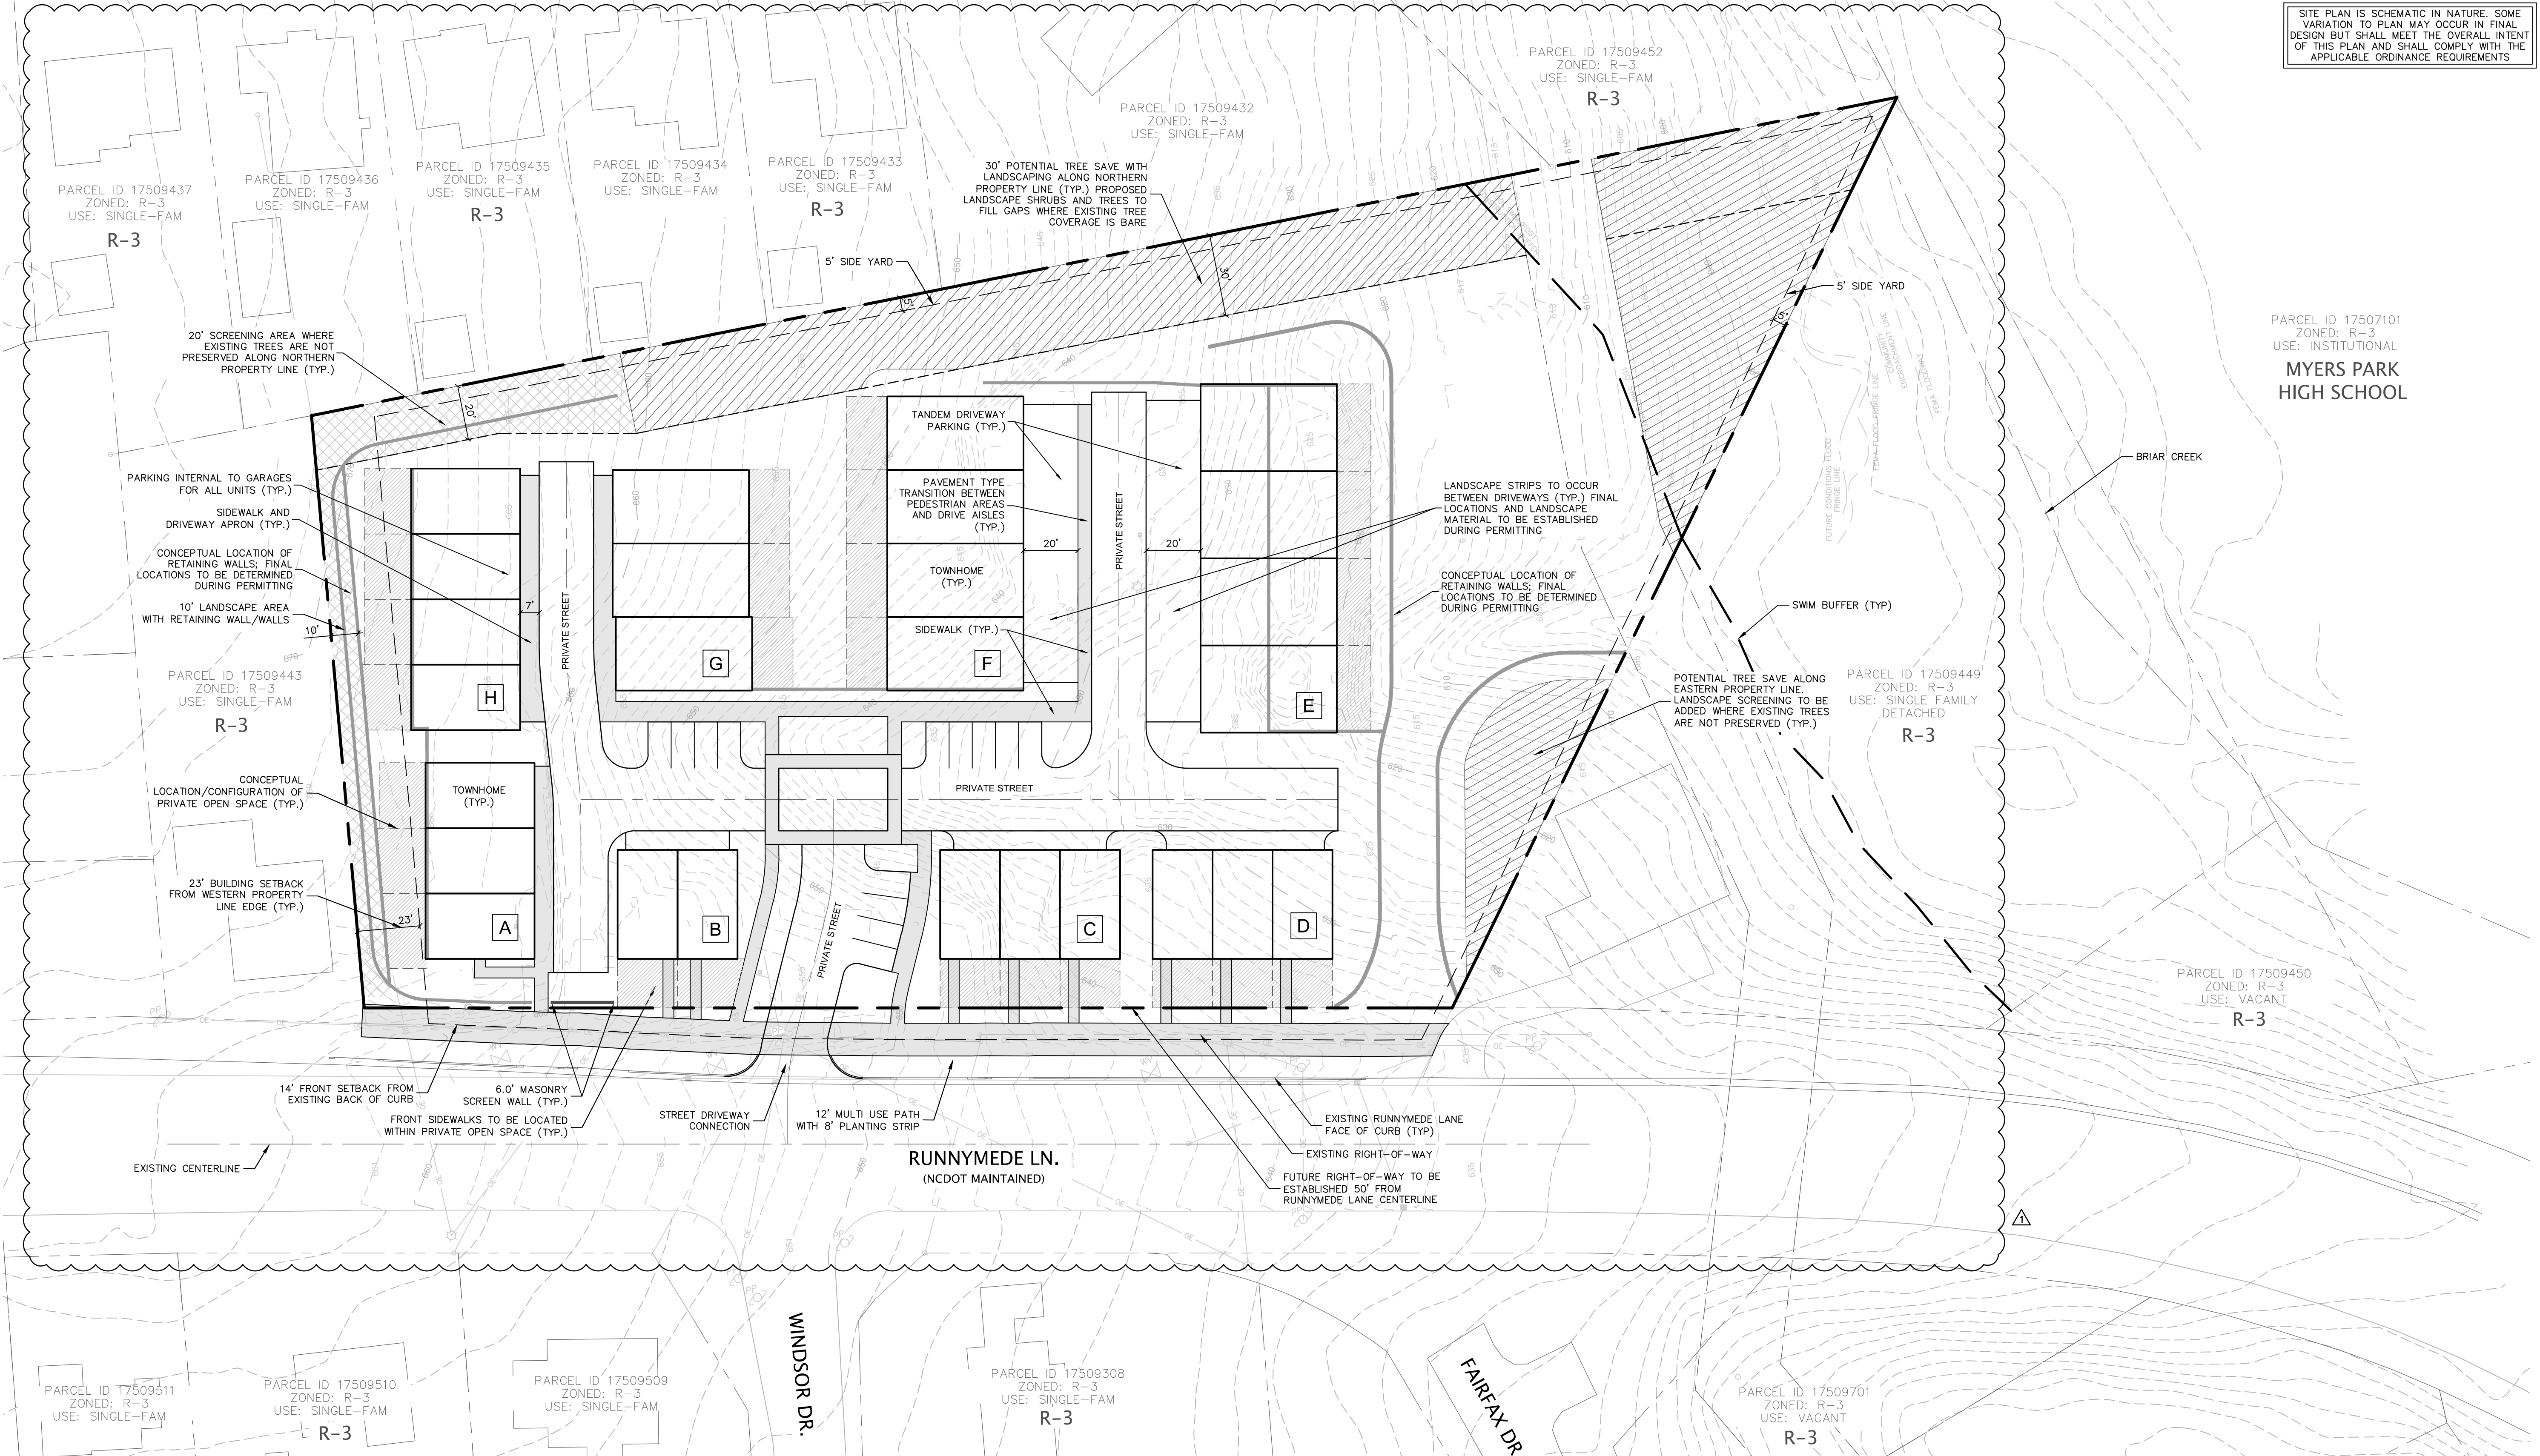 SITE PLAN IS SCHEMATIC IN NATURE. SOME
VARIATION TO PLAN MAY OCCUR IN FINAL
DESIGN BUT SHALL MEET THE OVERALL INTENT
OF THIS PLAN AND SHALL COMPLY WITH THE
APPLICABLE ORDINANCE REQUIREMENTS
PARCEL ID 17509452
ZONED: R-3
USE: SINGLE-FAM
R-3
PARCEL ID 17509432
ZONED: R-3
USE: SINGLE-FAM
PARCEL ID 17509437
ZONED: R-3
USE: SINGLE-FAM
R-3
PARCEL ID 17509436
ZONED: R-3
USE: SINGLE-FAM
PARCEL ID 17509435
ZONED: R-3
USE: SINGLE-FAM
R-3
PARCEL ID 17509434
ZONED: R-3
USE: SINGLE-FAM
PARCEL ID 17509433
ZONED: R-3
USE: SINGLE-FAM
R-3
30' POTENTIAL TREE SAVE WITH
LANDSCAPING ALONG NORTHERN
PROPERTY LINE (TYP.) PROPOSED
LANDSCAPE SHRUBS AND TREES TO
FILL GAPS WHERE EXISTING TREE
COVERAGE IS BARE
5' SIDE YARD
5'
30'
5' SIDE YARD
5'
PARCEL ID 17507101
ZONED: R-3
USE: INSTITUTIONAL
MYERS PARK
HIGH SCHOOL
20' SCREENING AREA WHERE
EXISTING TREES ARE NOT
PRESERVED ALONG NORTHERN
PROPERTY LINE (TYP.)
20'
TANDEM DRIVEWAY
PARKING (TYP.)
PAVEMENT TYPE
TRANSITION BETWEEN
PEDESTRIAN AREAS
AND DRIVE AISLES
(TYP.)
BRIAR CREEK
PARKING INTERNAL TO GARAGES
FOR ALL UNITS (TYP.)
SIDEWALK AND
DRIVEWAY APRON (TYP.)
CONCEPTUAL LOCATION OF
RETAINING WALLS; FINAL
LOCATIONS TO BE DETERMINED
DURING PERMITTING
10' LANDSCAPE AREA
WITH RETAINING WALL/WALLS
10'
7'
PRIVATE STREET
20'
PRIVATE STREET
20'
TOWNHOME
(TYP.)
SIDEWALK (TYP.)
LANDSCAPE STRIPS TO OCCUR
BETWEEN DRIVEWAYS (TYP.) FINAL
LOCATIONS AND LANDSCAPE
MATERIAL TO BE ESTABLISHED
DURING PERMITTING
CONCEPTUAL LOCATION OF
RETAINING WALLS; FINAL
LOCATIONS TO BE DETERMINED
DURING PERMITTING
FUTURE CONDITIONS FLOOD
FRINGE LINE
FEMA FLOOD FRINGE LINE
COMMUNITY
ENCROACHMENT LINE
FEMA FLOODWAY
SWIM BUFFER (TYP)
PARCEL ID 17509443
ZONED: R-3
USE: SINGLE-FAM
R-3
H
G
F
E
POTENTIAL TREE SAVE ALONG
EASTERN PROPERTY LINE.
LANDSCAPE SCREENING TO BE
ADDED WHERE EXISTING TREES
ARE NOT PRESERVED (TYP.)
PARCEL ID 17509449
ZONED: R-3
USE: SINGLE FAMILY
DETACHED
R-3
CONCEPTUAL
LOCATION/CONFIGURATION OF
PRIVATE OPEN SPACE (TYP.)
TOWNHOME
(TYP.)
PRIVATE STREET
23' BUILDING SETBACK
FROM WESTERN PROPERTY
LINE EDGE (TYP.)
23'
A
B
PRIVATE STREET
C
D
PARCEL ID 17509450
ZONED: R-3
USE: VACANT
R-3
14' FRONT SETBACK FROM
EXISTING BACK OF CURB
6.0' MASONRY
SCREEN WALL (TYP.)
FRONT SIDEWALKS TO BE LOCATED
WITHIN PRIVATE OPEN SPACE (TYP.)
STREET DRIVEWAY
CONNECTION
12' MULTI USE PATH
WITH 8' PLANTING STRIP
EXISTING RUNNYMEDE LANE
FACE OF CURB (TYP)
EXISTING RIGHT-OF-WAY
FUTURE RIGHT-OF-WAY TO BE
ESTABLISHED 50' FROM
RUNNYMEDE LANE CENTERLINE
EXISTING CENTERLINE
RUNNYMEDE LN.
(NCDOT MAINTAINED)
1
WINDSOR DR.
FAIRFAX DR
PARCEL ID 17509511
ZONED: R-3
USE: SINGLE-FAM
PARCEL ID 17509510
ZONED: R-3
USE: SINGLE-FAM
R-3
PARCEL ID 17509509
ZONED: R-3
USE: SINGLE-FAM
PARCEL ID 17509308
ZONED: R-3
USE: SINGLE-FAM
R-3
PARCEL ID 17509701
ZONED: R-3
USE: VACANT
R-3